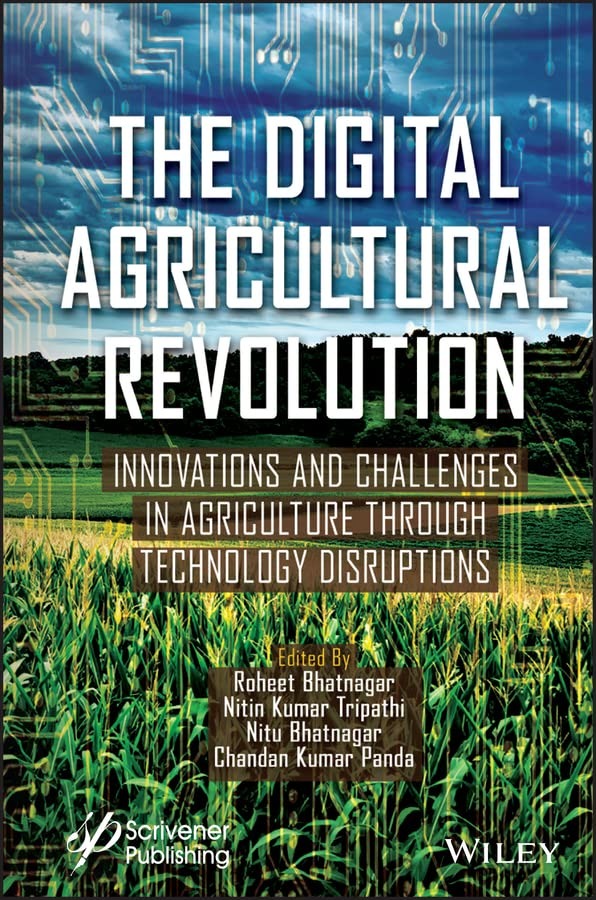 THE DIGITAL
AGRICULTURAL
REVOLUTION
INNOVATIONS AND CHALLENGES
IN AGRICULTURE THROUGH
TECHNOLOGY DISRUPTIONS
Edited By
Roheet Bhatnagar
Nitin Kumar Tripathi
Nitu Bhatnagar
Chandan Kumar Panda
Scrivener
Publishing
WILEY